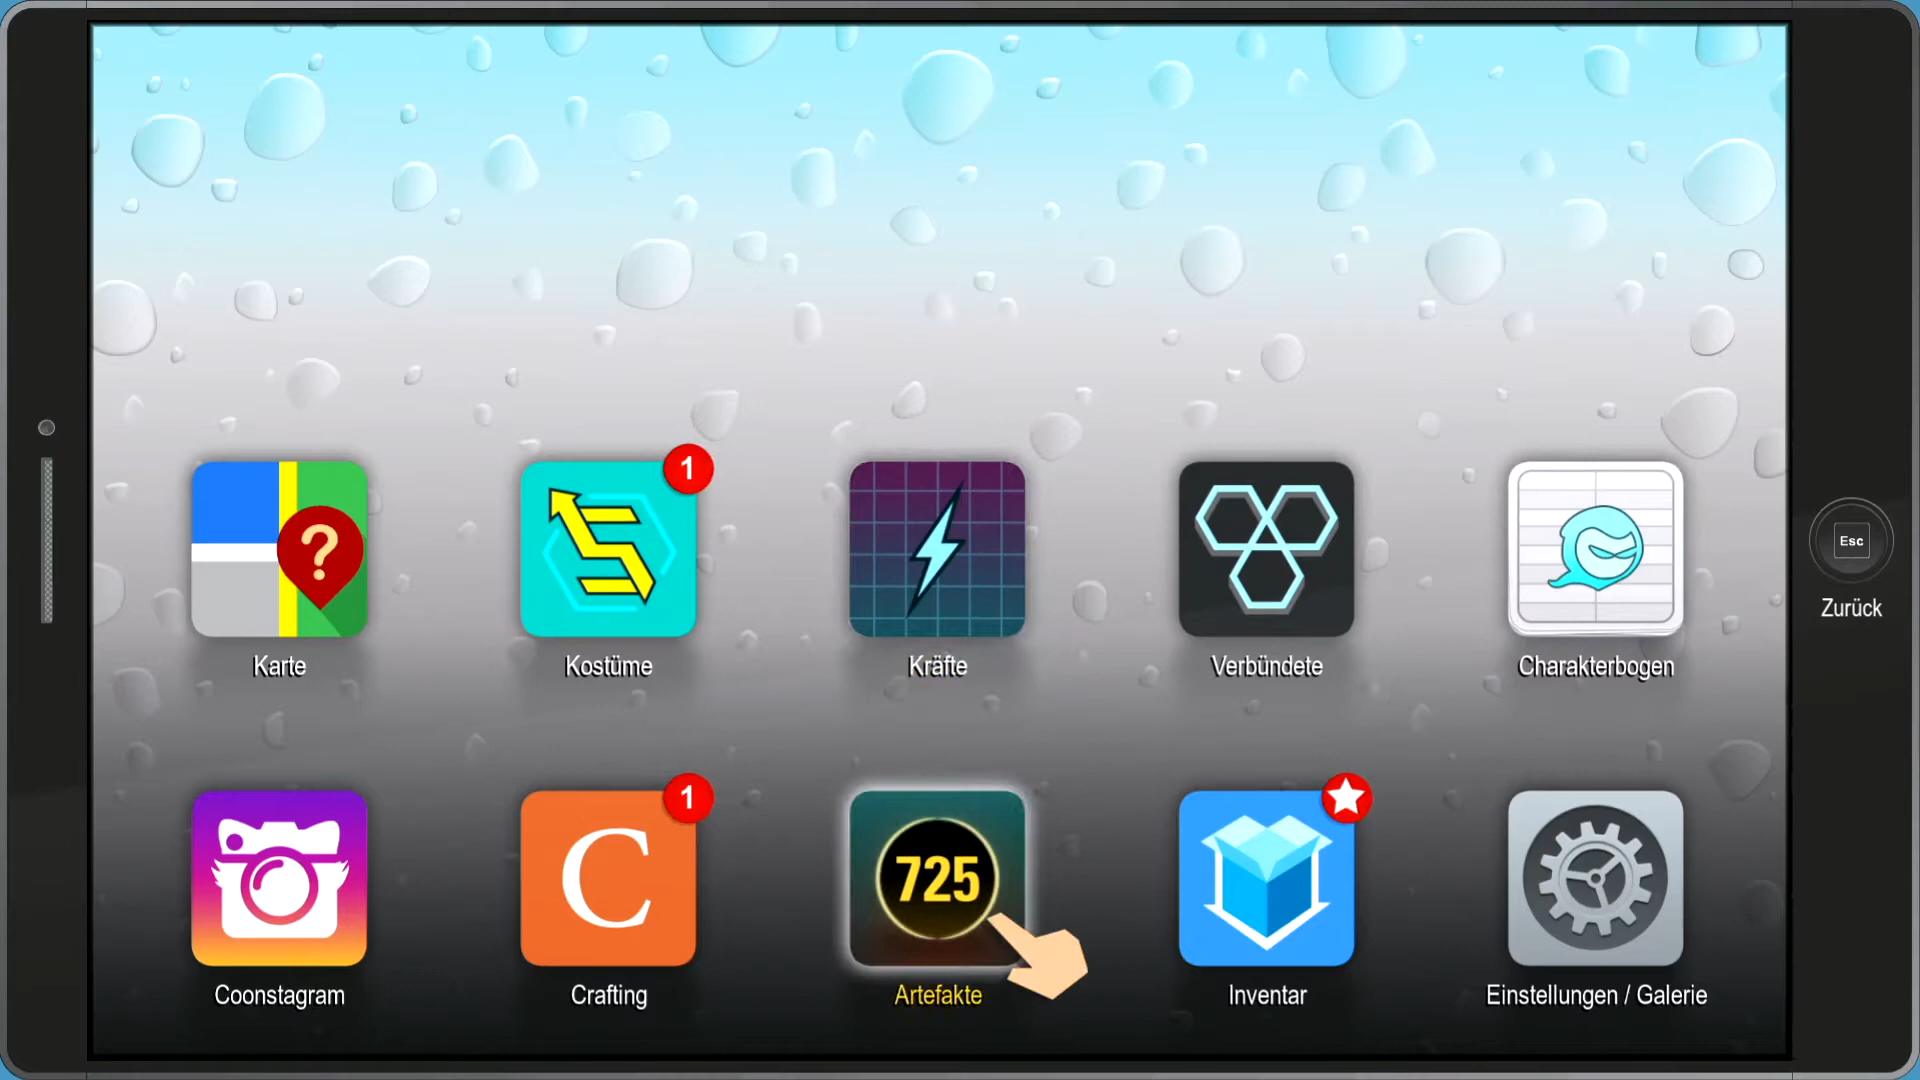 1
?
Karte
Kostüme
Kräfte
Verbündete
Charakterbogen
Esc
Zurück
1
C
725
Coonstagram
Crafting
Artefakte
Inventar
Einstellungen / Galerie